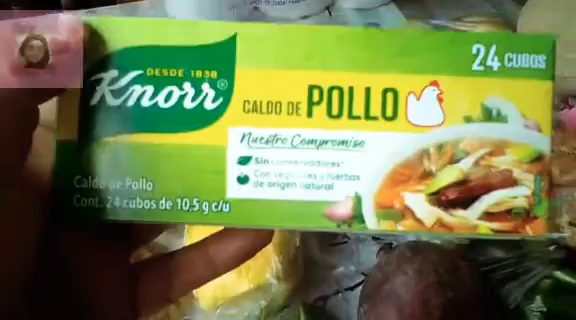 DESDE 1838
Knorr®
24 CUBOS
CALDO DE POLLO
Nuestro Compromiso
Sin conservadores*
Con vegetales y hierbas
de origen natural
Caldo de Pollo
Cont. 24 cubos de 10,5 g c/u